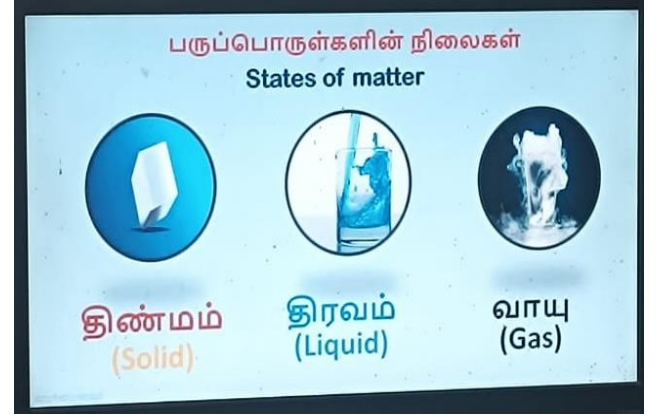 பருப்பொருள்களின் நிலைகள்
States of matter
திண்மம்
(Solid)
திரவம்
(Liquid)
வாயு
(Gas)